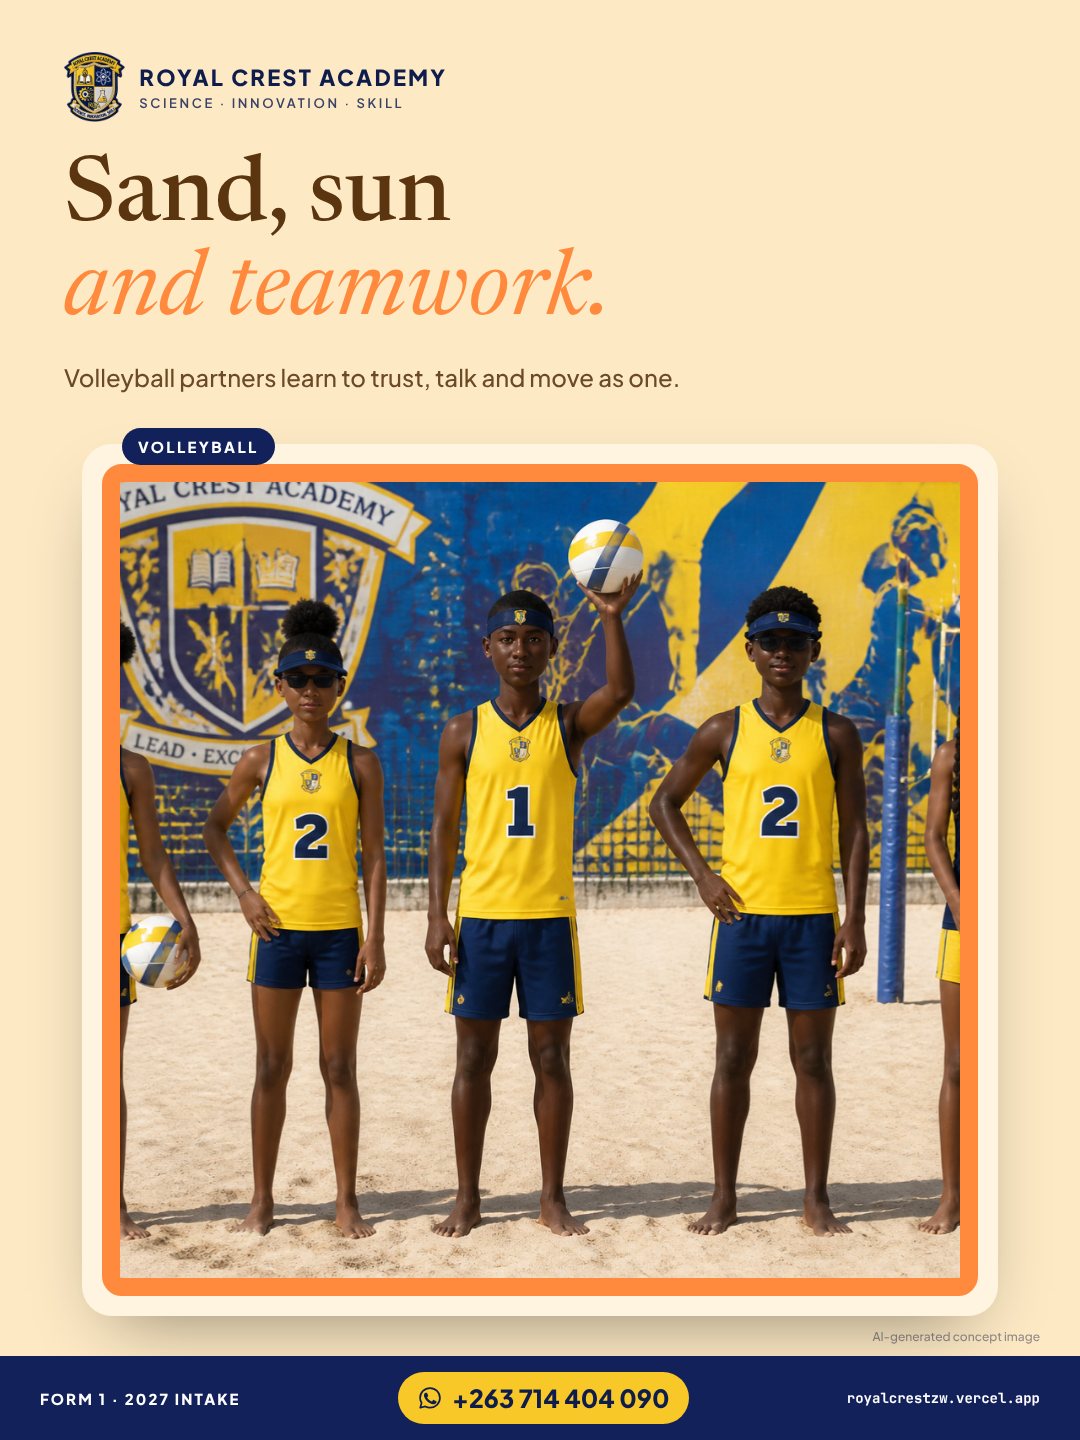 ROYAL CREST ACADEMY
SCIENCE · INNOVATION · SKILL
Sand, sun
and teamwork.
Volleyball partners learn to trust, talk and move as one.
VOLLEYBALL
YAL CREST ACADEMY
LEAD · EXC
2
1
2
AI-generated concept image
FORM 1 · 2027 INTAKE
+263 714 404 090
royalcrestzw.vercel.app